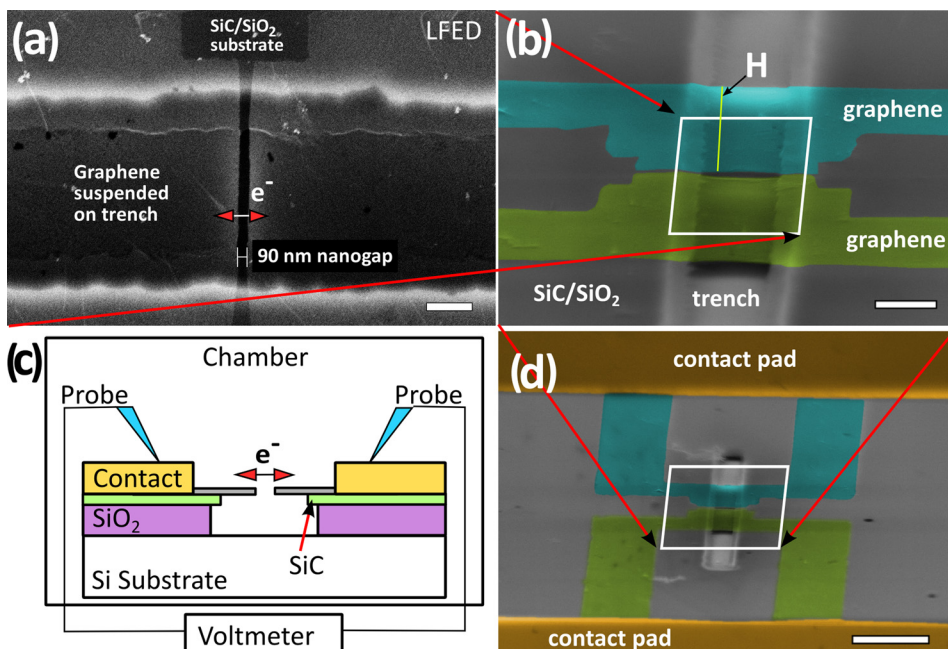 (a)
SiC/SiO₂
substrate
LFED
Graphene
suspended
on trench
e⁻
90 nm nanogap
(b)
H
graphene
graphene
SiC/SiO₂
trench
(c)
Chamber
Probe
Probe
e⁻
Contact
SiO₂
SiC
Si Substrate
Voltmeter
(d)
contact pad
contact pad